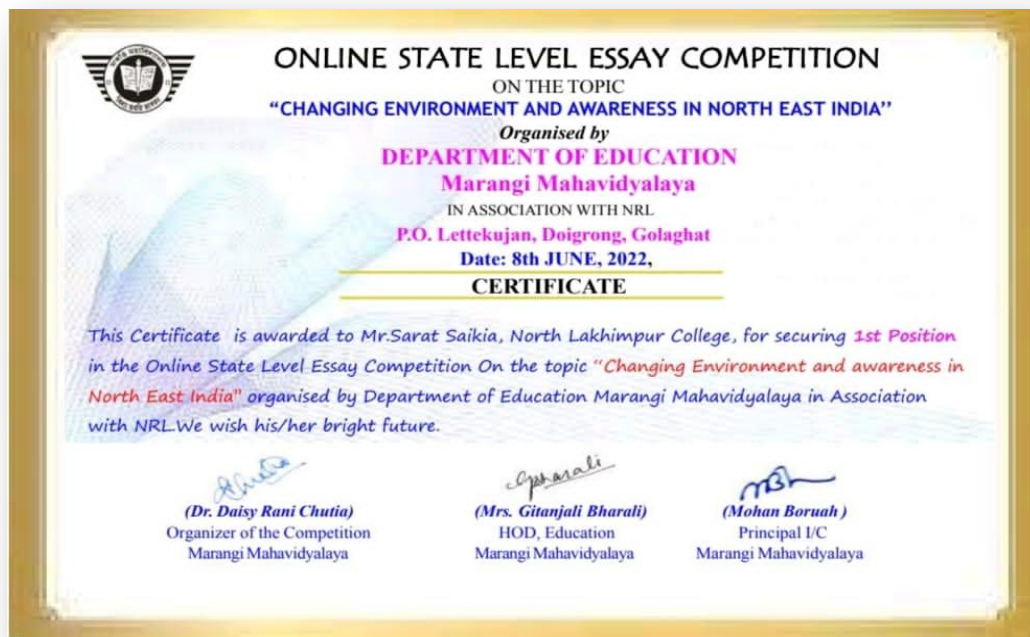 ONLINE STATE LEVEL ESSAY COMPETITION
ON THE TOPIC
“CHANGING ENVIRONMENT AND AWARENESS IN NORTH EAST INDIA’’
Organised by
DEPARTMENT OF EDUCATION
Marangi Mahavidyalaya
IN ASSOCIATION WITH NRL
P.O. Lettekujan, Doigrong, Golaghat
Date: 8th JUNE, 2022,
CERTIFICATE
This Certificate is awarded to Mr.Sarat Saikia, North Lakhimpur College, for securing 1st Position
in the Online State Level Essay Competition On the topic “Changing Environment and awareness in
North East India" organised by Department of Education Marangi Mahavidyalaya in Association
with NRL.We wish his/her bright future.
(Dr. Daisy Rani Chutia)
Organizer of the Competition
Marangi Mahavidyalaya
(Mrs. Gitanjali Bharali)
HOD, Education
Marangi Mahavidyalaya
(Mohan Boruah )
Principal I/C
Marangi Mahavidyalaya